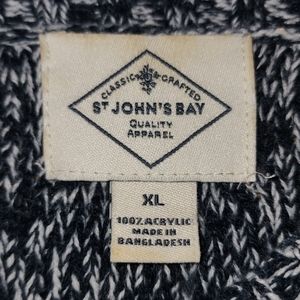 CLASSIC CRAFTED
ST JOHN'S BAY
QUALITY
APPAREL
XL
100% ACRYLIC
MADE IN
BANGLADESH